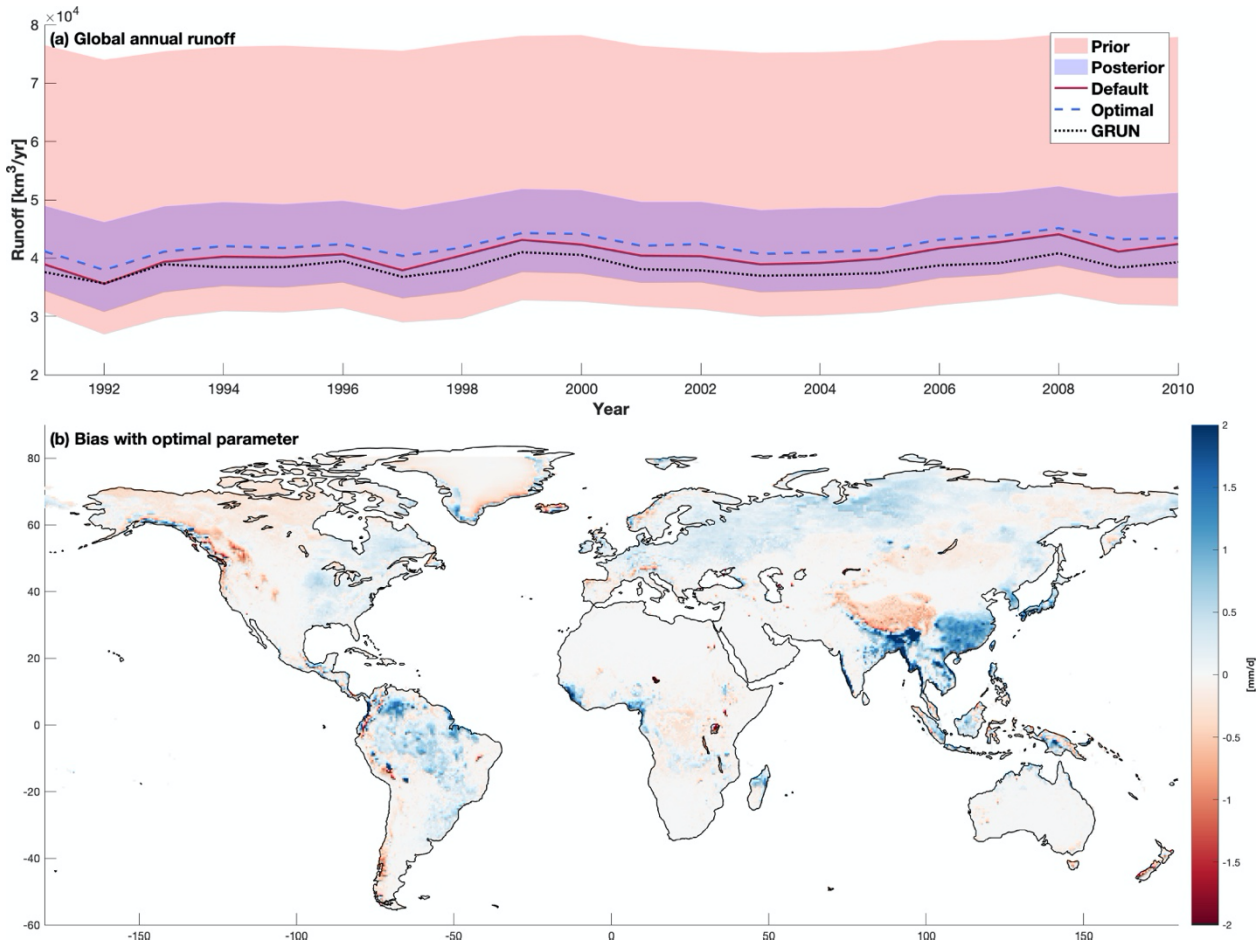 ×10⁴
(a) Global annual runoff
8
7
6
5
4
3
2
Runoff [km³/yr]
Prior
Posterior
Default
Optimal
GRUN
1992 1994 1996 1998 2000 2002 2004 2006 2008 2010
Year
(b) Bias with optimal parameter
80
60
40
20
0
-20
-40
-60
-150 -100 -50 0 50 100 150
2
1.5
1
0.5
0
-0.5
-1
-1.5
-2
[mm/d]